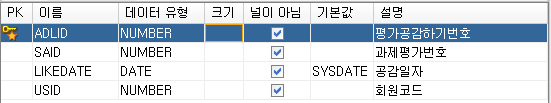 PK 이름 데이터 유형 크기 널이 아님 기본값 설명
ADLID NUMBER 평가공감하기번호
SAID NUMBER 과제평가번호
LIKEDATE DATE SYSDATE 공감일자
USID NUMBER 회원코드